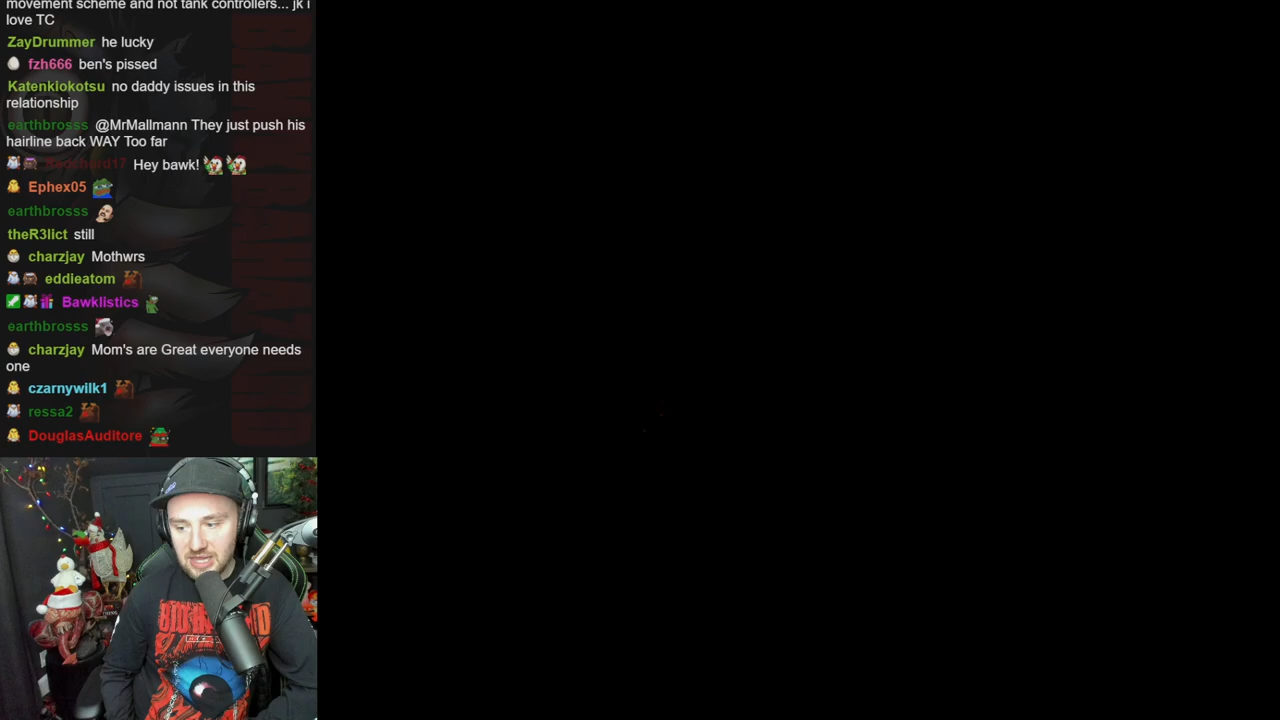 movement scheme and not tank controllers... jk i
love TC
ZayDrummer he lucky
fzh666 ben's pissed
Katenkiokotsu no daddy issues in this
relationship
earthbrosss @MrMallmann They just push his
hairline back WAY Too far
Hey bawk!
Ephex05
earthbrosss
theR3lict still
charzjay Mothwrs
eddieatom
Bawklistics
earthbrosss
charzjay Mom's are Great everyone needs
one
czarnywilk1
ressa2
DouglasAuditore